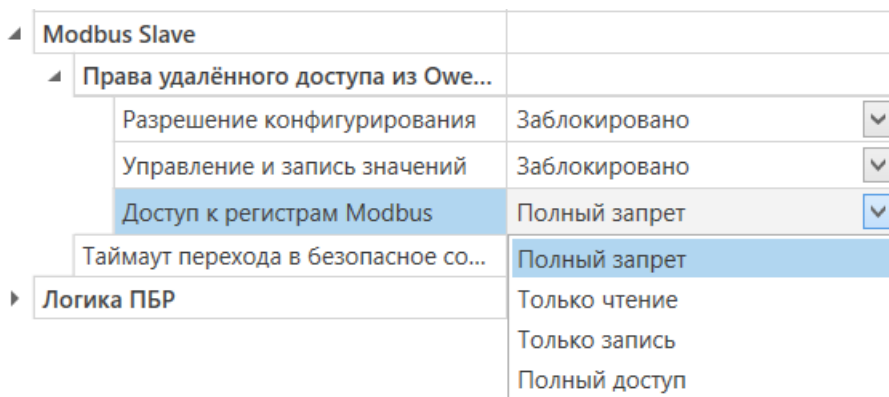 Modbus Slave
Права удалённого доступа из Owe...
Разрешение конфигурирования Заблокировано
Управление и запись значений Заблокировано
Доступ к регистрам Modbus Полный запрет
Таймаут перехода в безопасное со... Полный запрет
Логика ПБР Только чтение
Только запись
Полный доступ